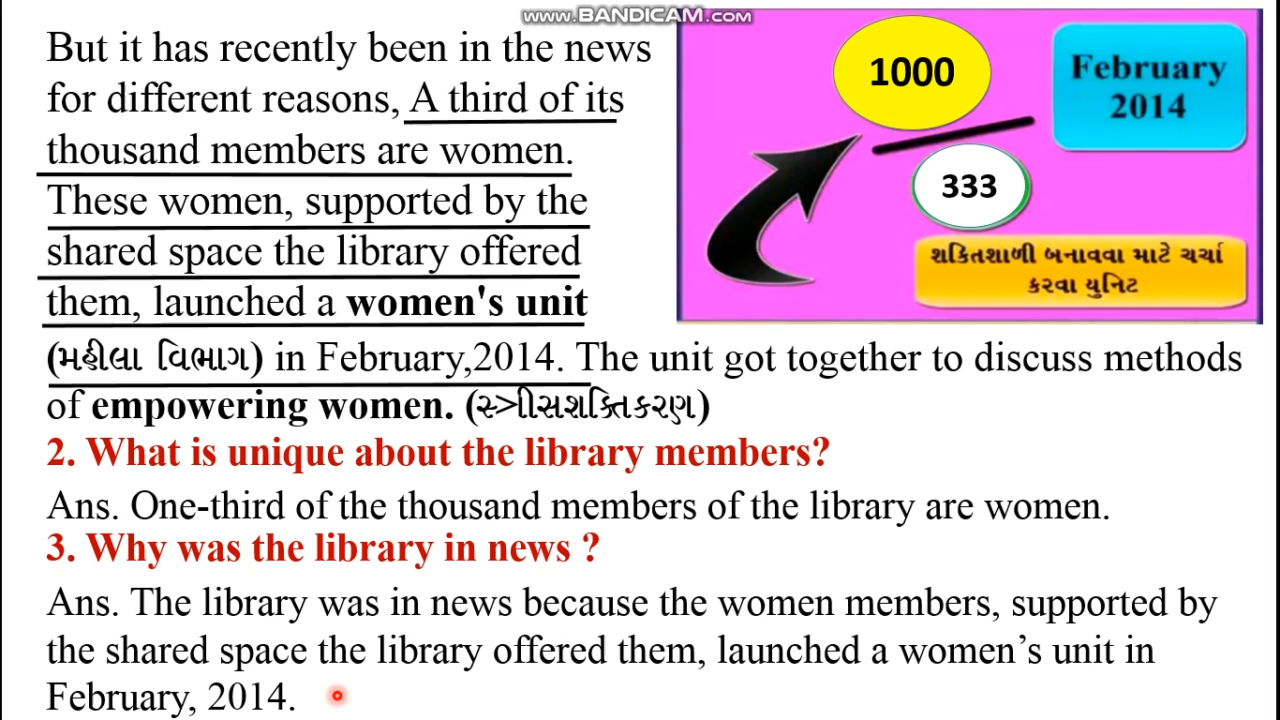 www.BANDICAM.com
But it has recently been in the news
for different reasons, A third of its
thousand members are women.
These women, supported by the
shared space the library offered
them, launched a women's unit
(મહીલા વિભાગ) in February,2014. The unit got together to discuss methods
of empowering women. (સ્ત્રીસશક્તિકરણ)
1000
333
February
2014
શક્તિશાળી બનાવવા માટે ચર્ચા
કરવા યુનિટ
2. What is unique about the library members?
Ans. One-third of the thousand members of the library are women.
3. Why was the library in news ?
Ans. The library was in news because the women members, supported by
the shared space the library offered them, launched a women’s unit in
February, 2014.